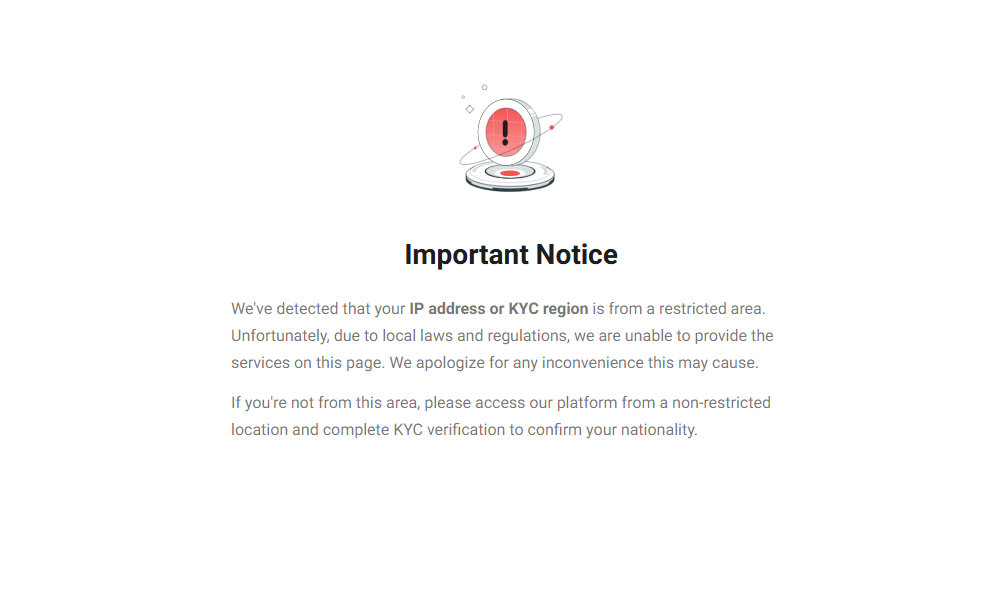 Important Notice
We've detected that your IP address or KYC region is from a restricted area.
Unfortunately, due to local laws and regulations, we are unable to provide the
services on this page. We apologize for any inconvenience this may cause.
If you're not from this area, please access our platform from a non-restricted
location and complete KYC verification to confirm your nationality.